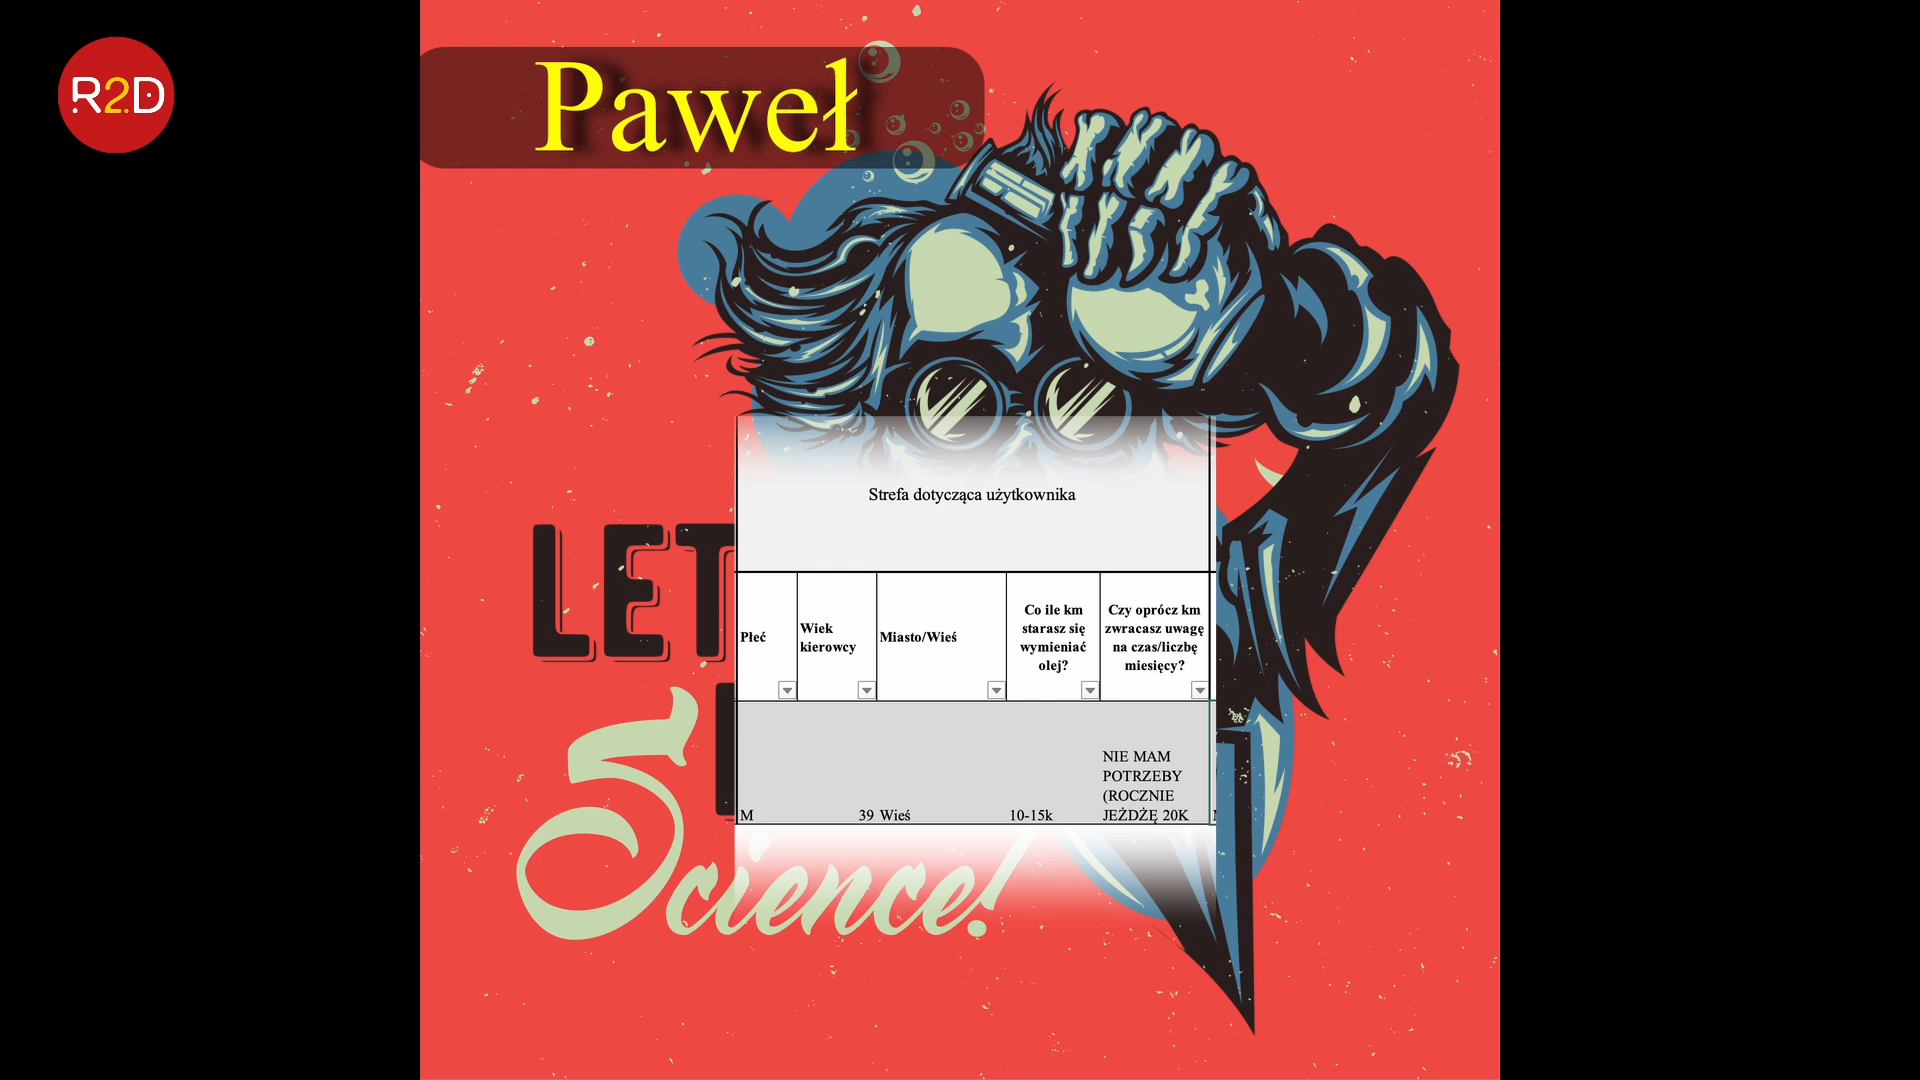 R2D
Paweł
Strefa dotycząca użytkownika
Płeć
Wiek
kierowcy
Miasto/Wieś
Co ile km
starasz się
wymieniać
olej?
Czy oprócz km
zwracasz uwagę
na czas/liczbę
miesięcy?
M
39
Wieś
10-15k
NIE MAM
POTRZEBY
(ROCZNIE
JEŻDŻĘ 20K
LET
Science!